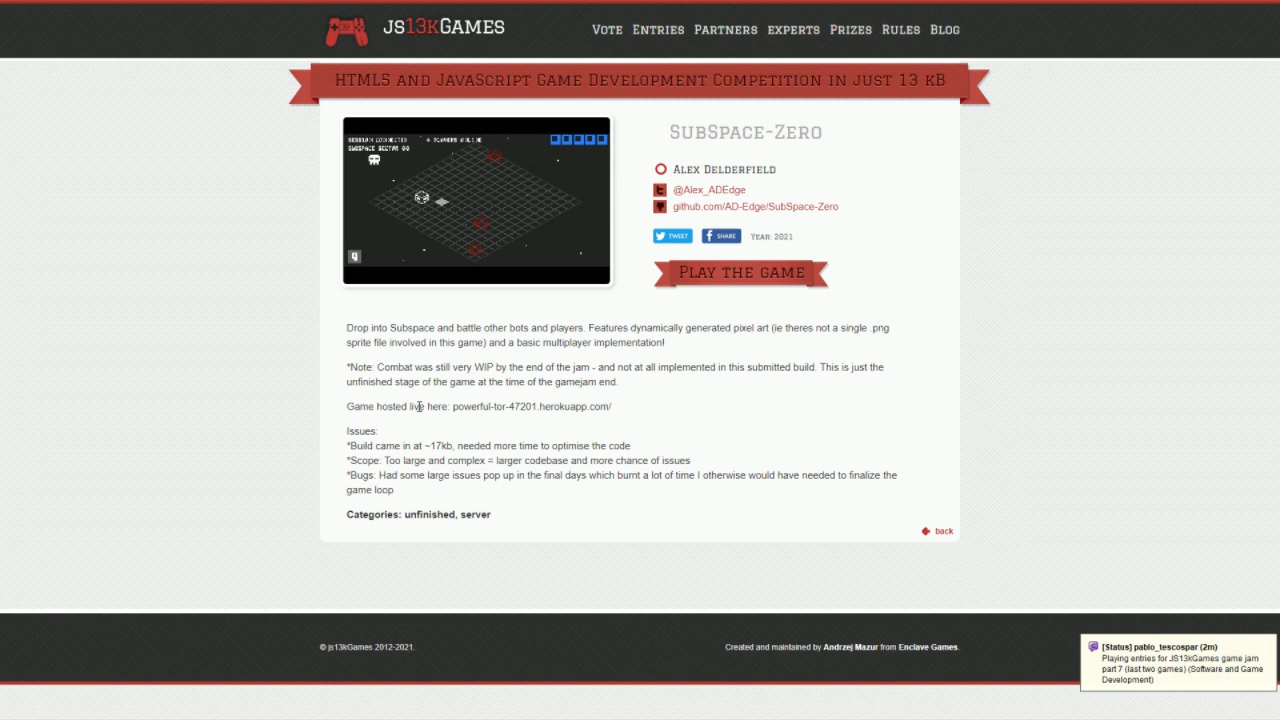 JS13KGAMES
VOTE ENTRIES PARTNERS EXPERTS PRIZES RULES BLOG
HTML5 AND JAVASCRIPT GAME DEVELOPMENT COMPETITION IN JUST 13 KB
SUBSPACE-ZERO
ALEX DELDERFIELD
@Alex_ADEdge
github.com/AD-Edge/SubSpace-Zero
TWEET SHARE YEAR: 2021
PLAY THE GAME
Drop into Subspace and battle other bots and players. Features dynamically generated pixel art (ie theres not a single .png
sprite file involved in this game) and a basic multiplayer implementation!
*Note: Combat was still very WIP by the end of the jam - and not at all implemented in this submitted build. This is just the
unfinished stage of the game at the time of the gamejam end.
Game hosted live here: powerful-tor-47201.herokuapp.com/
Issues:
*Build came in at ~17kb, needed more time to optimise the code
*Scope: Too large and complex = larger codebase and more chance of issues
*Bugs: Had some large issues pop up in the final days which burnt a lot of time I otherwise would have needed to finalize the
game loop
Categories: unfinished, server
back
© js13kGames 2012-2021.
Created and maintained by Andrzej Mazur from Enclave Games.
[Status] pablo_tescospar (2m)
Playing entries for JS13kGames game jam
part 7 (last two games) (Software and Game
Development)